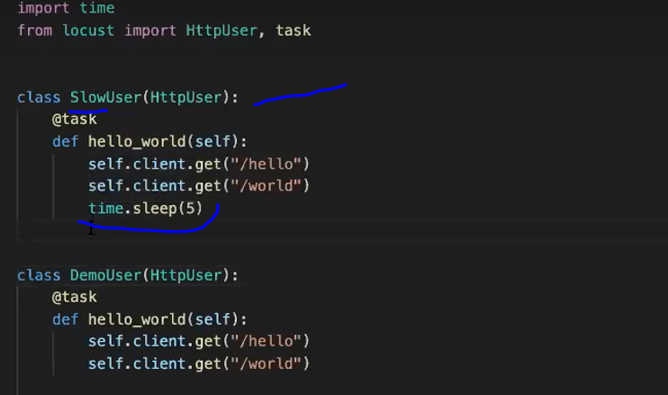 import time
from locust import HttpUser, task
class SlowUser(HttpUser):
@task
def hello_world(self):
self.client.get("/hello")
self.client.get("/world")
time.sleep(5)
class DemoUser(HttpUser):
@task
def hello_world(self):
self.client.get("/hello")
self.client.get("/world")